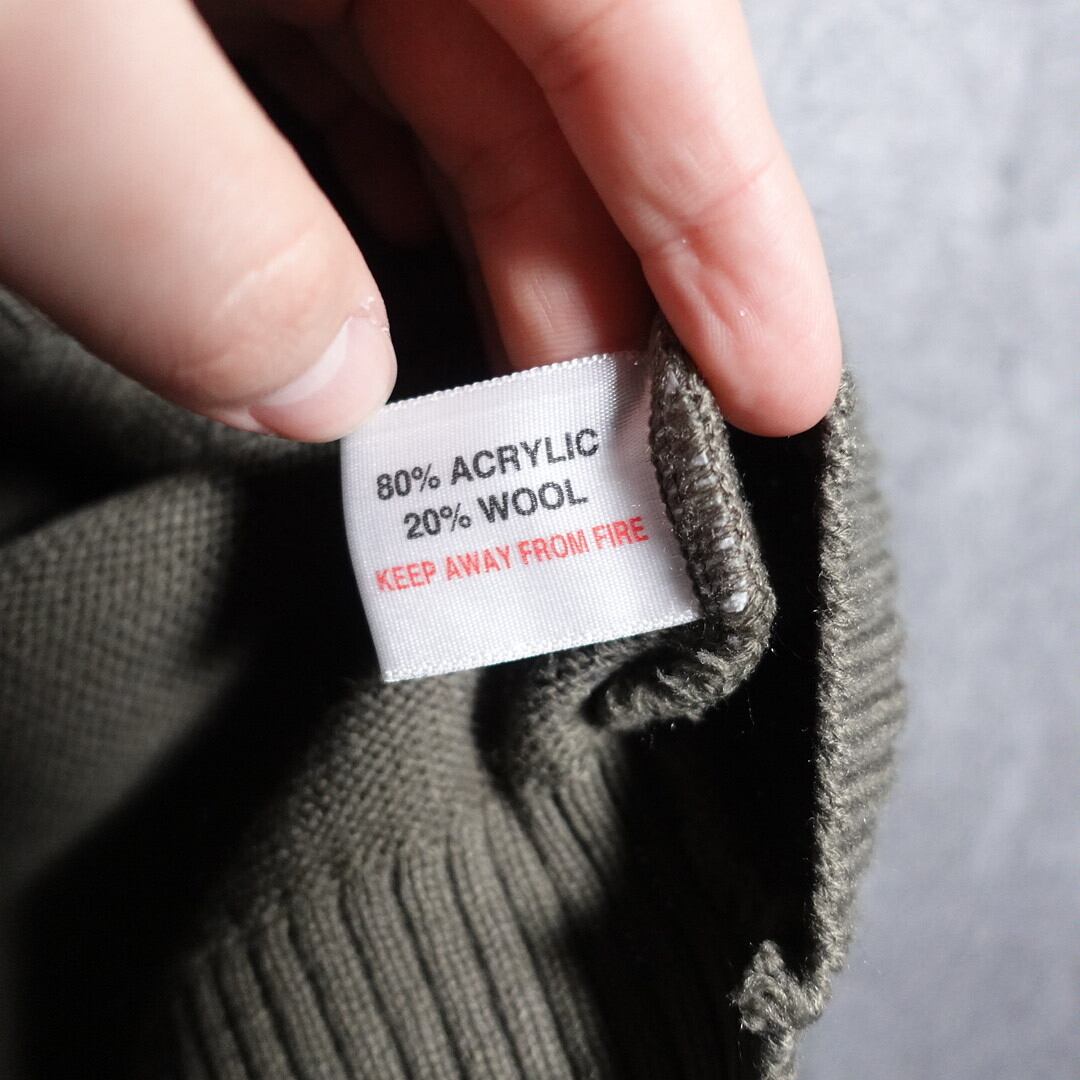 80% ACRYLIC
20% WOOL
KEEP AWAY FROM FIRE